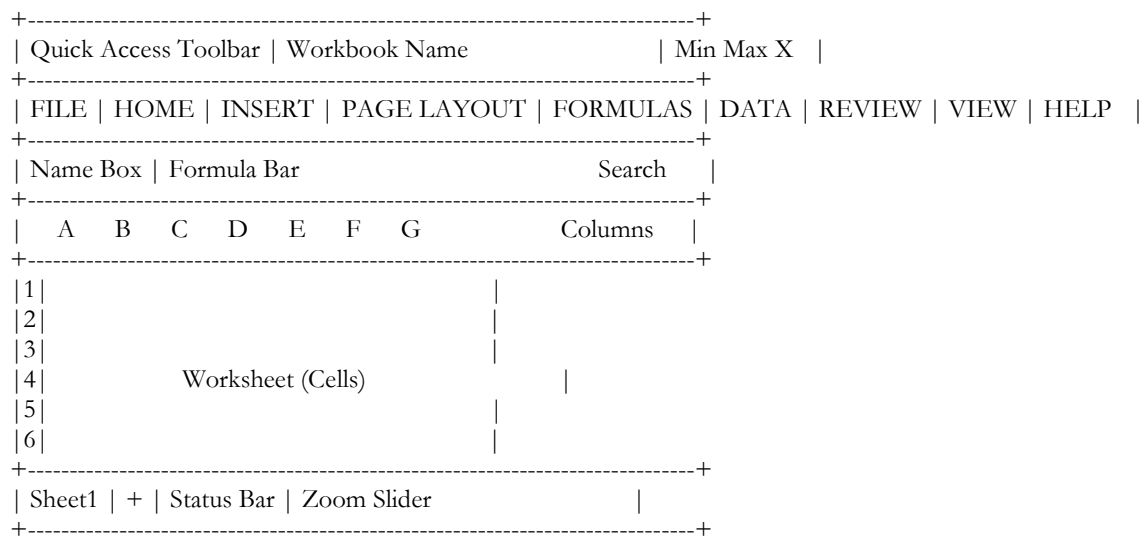 +--------------------------------------------------------------------------------+
| Quick Access Toolbar | Workbook Name | Min Max X |
+--------------------------------------------------------------------------------+
| FILE | HOME | INSERT | PAGE LAYOUT | FORMULAS | DATA | REVIEW | VIEW | HELP |
+--------------------------------------------------------------------------------+
| Name Box | Formula Bar Search |
+--------------------------------------------------------------------------------+
| A B C D E F G Columns |
+--------------------------------------------------------------------------------+
|1| |
|2| |
|3| |
|4| Worksheet (Cells) |
|5| |
|6| |
+--------------------------------------------------------------------------------+
| Sheet1 | + | Status Bar | Zoom Slider |
+--------------------------------------------------------------------------------+